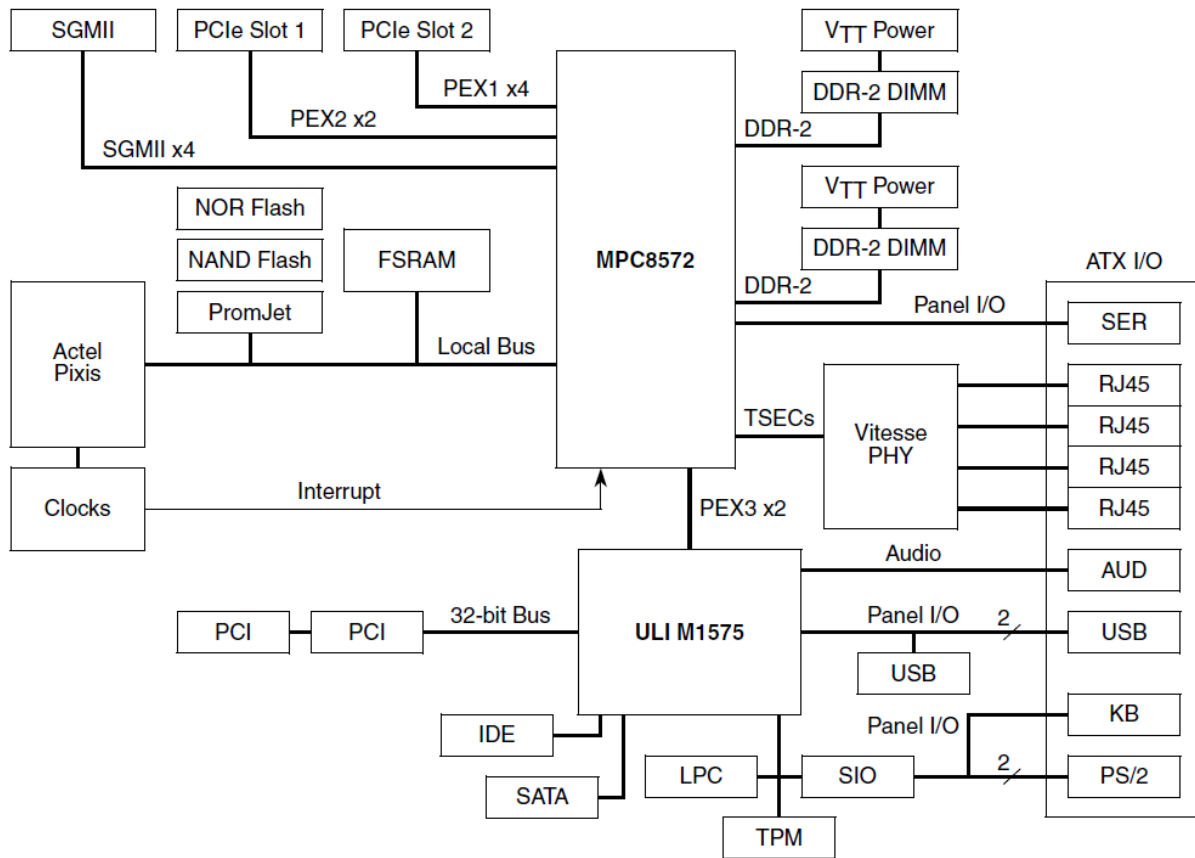 SGMII
PCIe Slot 1
PCIe Slot 2
VTT Power
DDR-2 DIMM
PEX1 x4
PEX2 x2
SGMII x4
DDR-2
NOR Flash
NAND Flash
PromJet
FSRAM
MPC8572
VTT Power
DDR-2 DIMM
DDR-2
ATX I/O
Panel I/O
SER
Actel
Pixis
Local Bus
TSECs
Vitesse
PHY
RJ45
RJ45
RJ45
RJ45
Clocks
Interrupt
PEX3 x2
Audio
AUD
PCI
PCI
32-bit Bus
ULI M1575
Panel I/O
2
USB
USB
IDE
SATA
Panel I/O
KB
LPC
SIO
2
PS/2
TPM